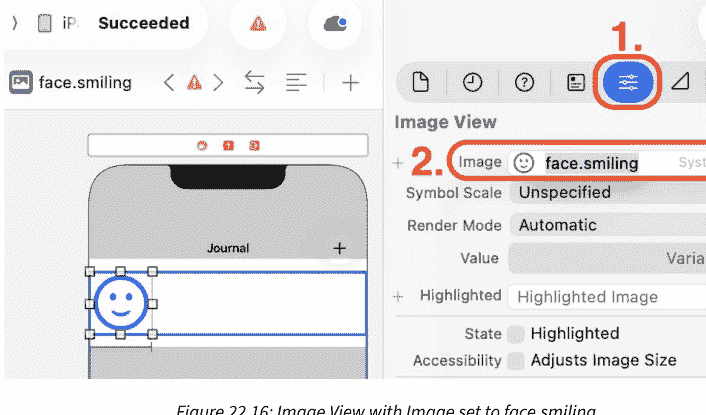 iP. Succeeded
1.
face.smiling
Image View
2. Image face.smiling Syst
Symbol Scale Unspecified
Render Mode Automatic
Journal
Value Varia
Highlighted Highlighted Image
State Highlighted
Accessibility Adjusts Image Size
Figure 22.16: Image View with Image set to face.smiling